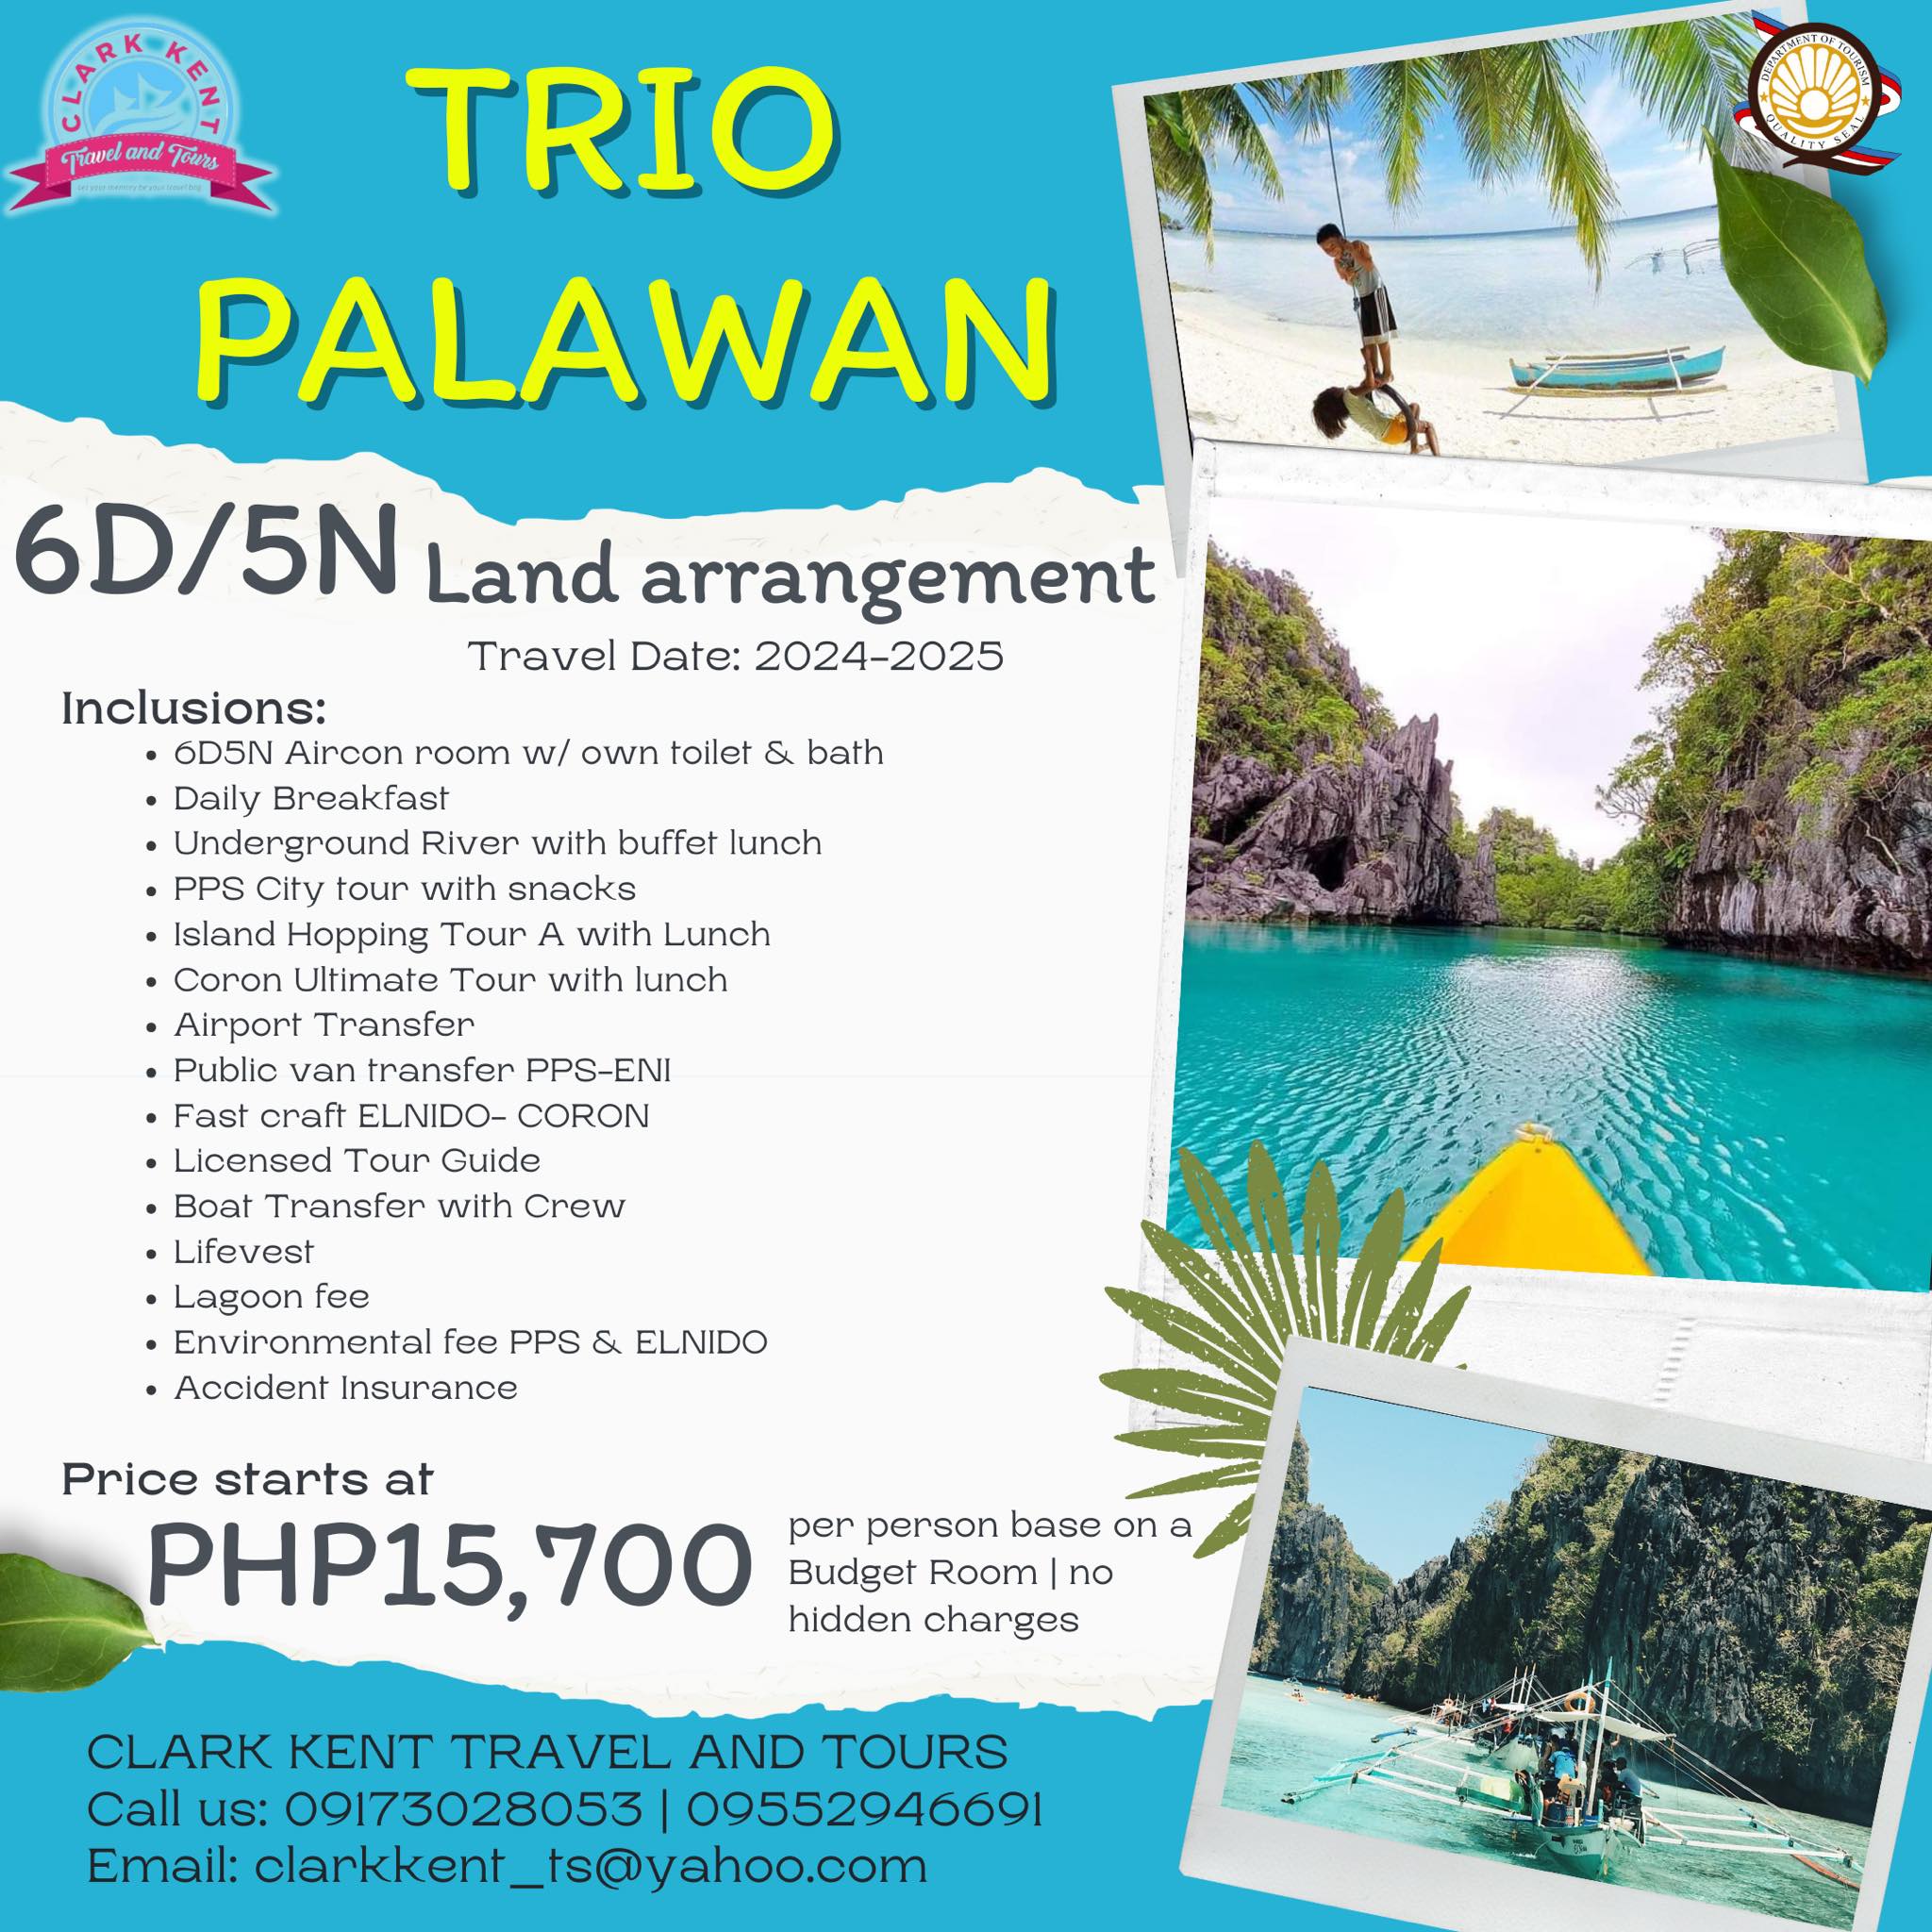 CLARK KENT
Travel and Tours
TRIO
PALAWAN
DEPARTMENT OF TOURISM
QUALITY SEAL
6D/5N Land arrangement
Travel Date: 2024-2025
Inclusions:
• 6D5N Aircon room w/ own toilet & bath
• Daily Breakfast
• Underground River with buffet lunch
• PPS City tour with snacks
• Island Hopping Tour A with Lunch
• Coron Ultimate Tour with lunch
• Airport Transfer
• Public van transfer PPS-ENI
• Fast craft ELNIDO- CORON
• Licensed Tour Guide
• Boat Transfer with Crew
• Lifevest
• Lagoon fee
• Environmental fee PPS & ELNIDO
• Accident Insurance
Price starts at
PHP15,700
per person base on a
Budget Room | no
hidden charges
CLARK KENT TRAVEL AND TOURS
Call us: 09173028053 | 09552946691
Email: clarkkent_ts@yahoo.com